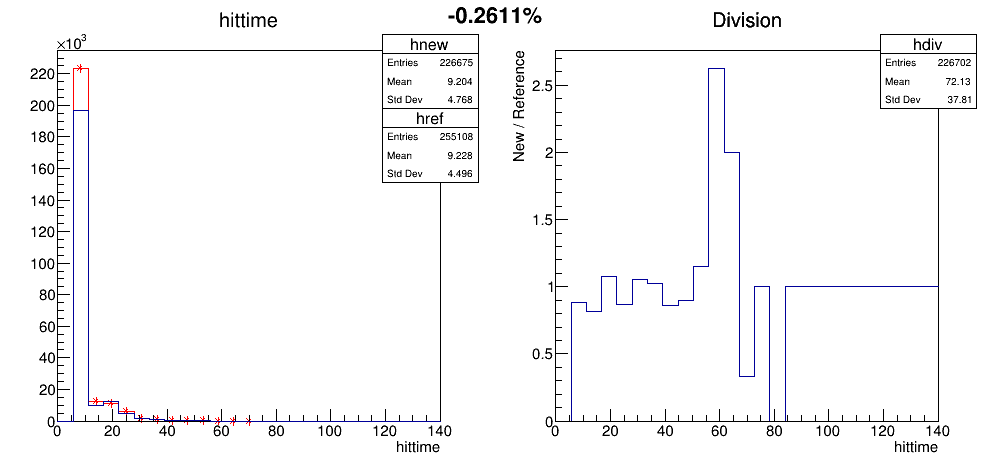 -0.2611%
hittime
×10³
hnew
Entries 226675
Mean 9.204
Std Dev 4.768
href
Entries 255108
Mean 9.228
Std Dev 4.496
220
200
180
160
140
120
100
80
60
40
20
0
0 20 40 60 80 100 120 140
hittime
Division
hdiv
Entries 226702
Mean 72.13
Std Dev 37.81
New / Reference
2.5
2
1.5
1
0.5
0
0 20 40 60 80 100 120 140
hittime